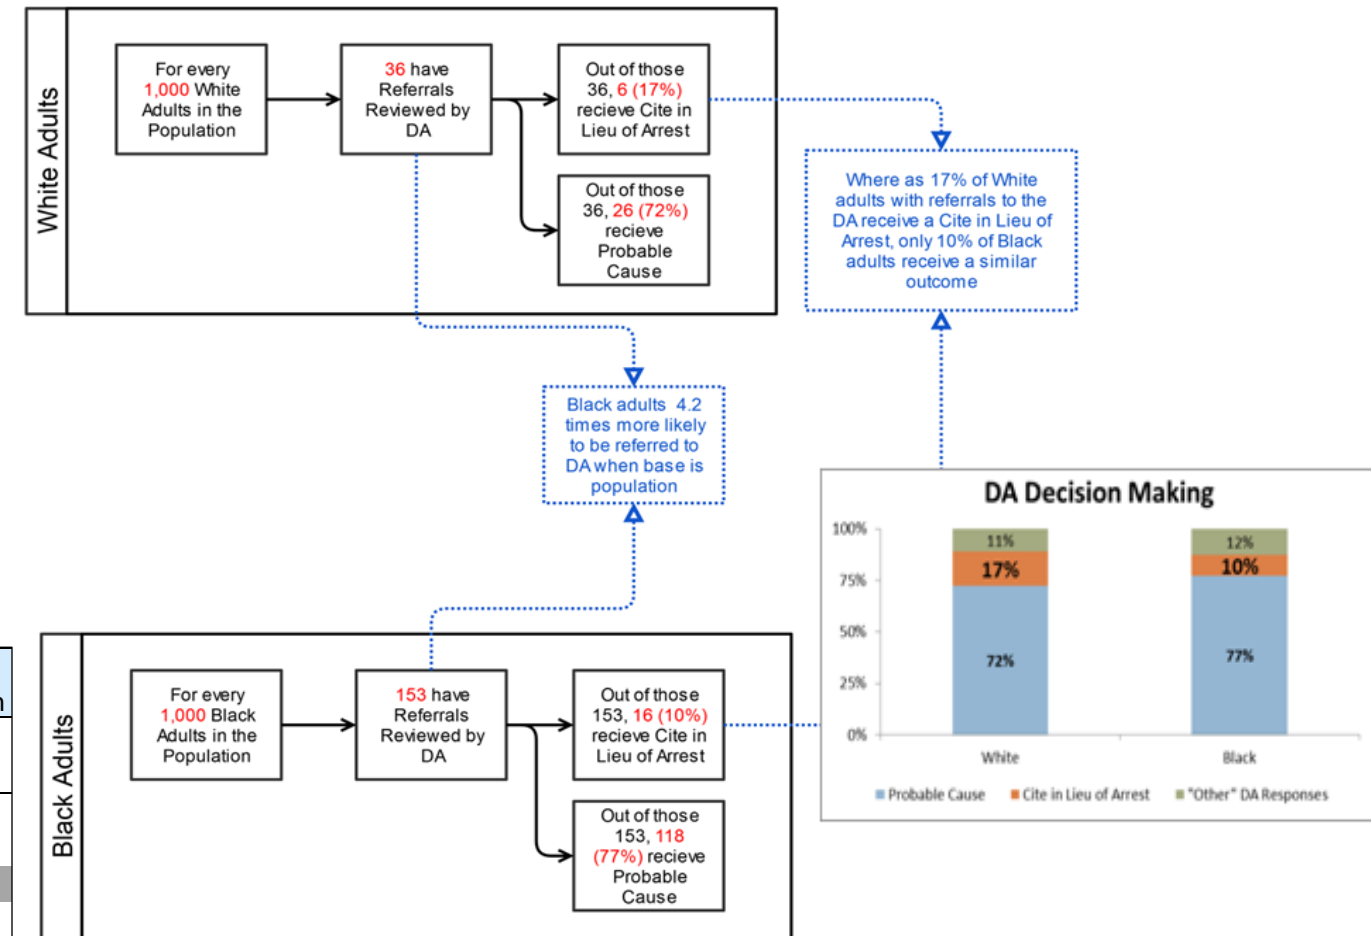 White Adults
For every
1,000 White
Adults in the
Population
36 have
Referrals
Reviewed by
DA
Out of those
36, 6 (17%)
recieve Cite in
Lieu of Arrest
Out of those
36, 26 (72%)
recieve
Probable
Cause
Where as 17% of White
adults with referrals to the
DA receive a Cite in Lieu of
Arrest, only 10% of Black
adults receive a similar
outcome
Black adults 4.2
times more likely
to be referred to
DA when base is
population
DA Decision Making
100%
75%
50%
25%
0%
11%
17%
72%
12%
10%
77%
White
Black
Probable Cause
Cite in Lieu of Arrest
"Other" DA Responses
Black Adults
For every
1,000 Black
Adults in the
Population
153 have
Referrals
Reviewed by
DA
Out of those
153, 16 (10%)
recieve Cite in
Lieu of Arrest
Out of those
153, 118
(77%) recieve
Probable
Cause